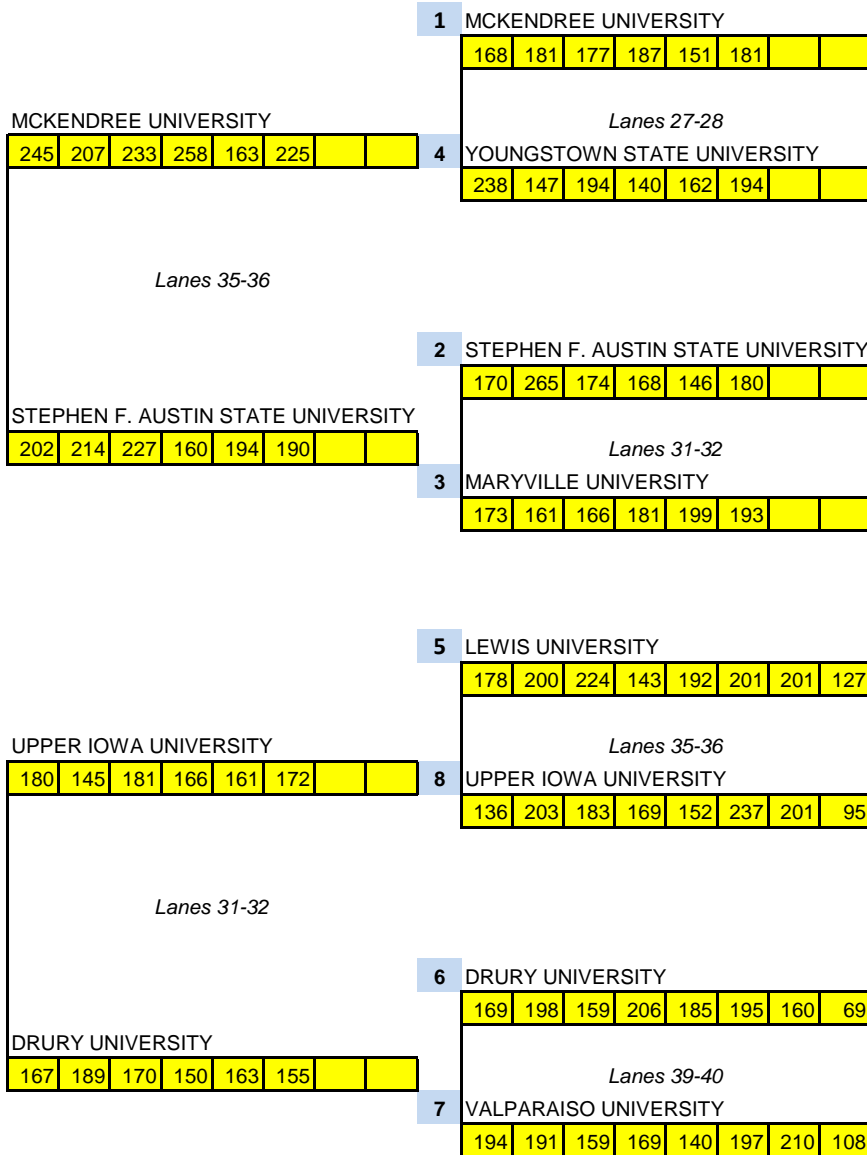 1 MCKENDREE UNIVERSITY
168 181 177 187 151 181
MCKENDREE UNIVERSITY
Lanes 27-28
245 207 233 258 163 225
4 YOUNGSTOWN STATE UNIVERSITY
238 147 194 140 162 194
Lanes 35-36
2 STEPHEN F. AUSTIN STATE UNIVERSITY
170 265 174 168 146 180
STEPHEN F. AUSTIN STATE UNIVERSITY
202 214 227 160 194 190
Lanes 31-32
3 MARYVILLE UNIVERSITY
173 161 166 181 199 193
5 LEWIS UNIVERSITY
178 200 224 143 192 201 201 127
UPPER IOWA UNIVERSITY
Lanes 35-36
180 145 181 166 161 172
8 UPPER IOWA UNIVERSITY
136 203 183 169 152 237 201 95
Lanes 31-32
6 DRURY UNIVERSITY
169 198 159 206 185 195 160 69
DRURY UNIVERSITY
167 189 170 150 163 155
Lanes 39-40
7 VALPARAISO UNIVERSITY
194 191 159 169 140 197 210 108